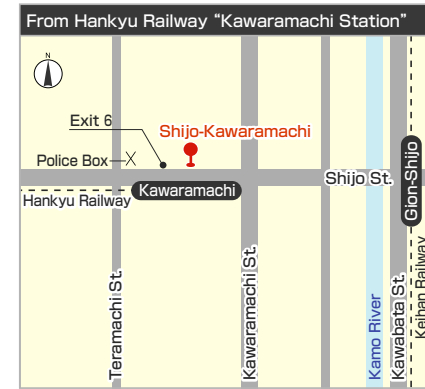 From Hankyu Railway “Kawaramachi Station”
N
Exit 6
Shijo-Kawaramachi
Police Box
Shijo St.
Kawaramachi
Hankyu Railway
Gion-Shijo
Teramachi St.
Kawaramachi St.
Kamo River
Kawabata St.
Keihan Railway